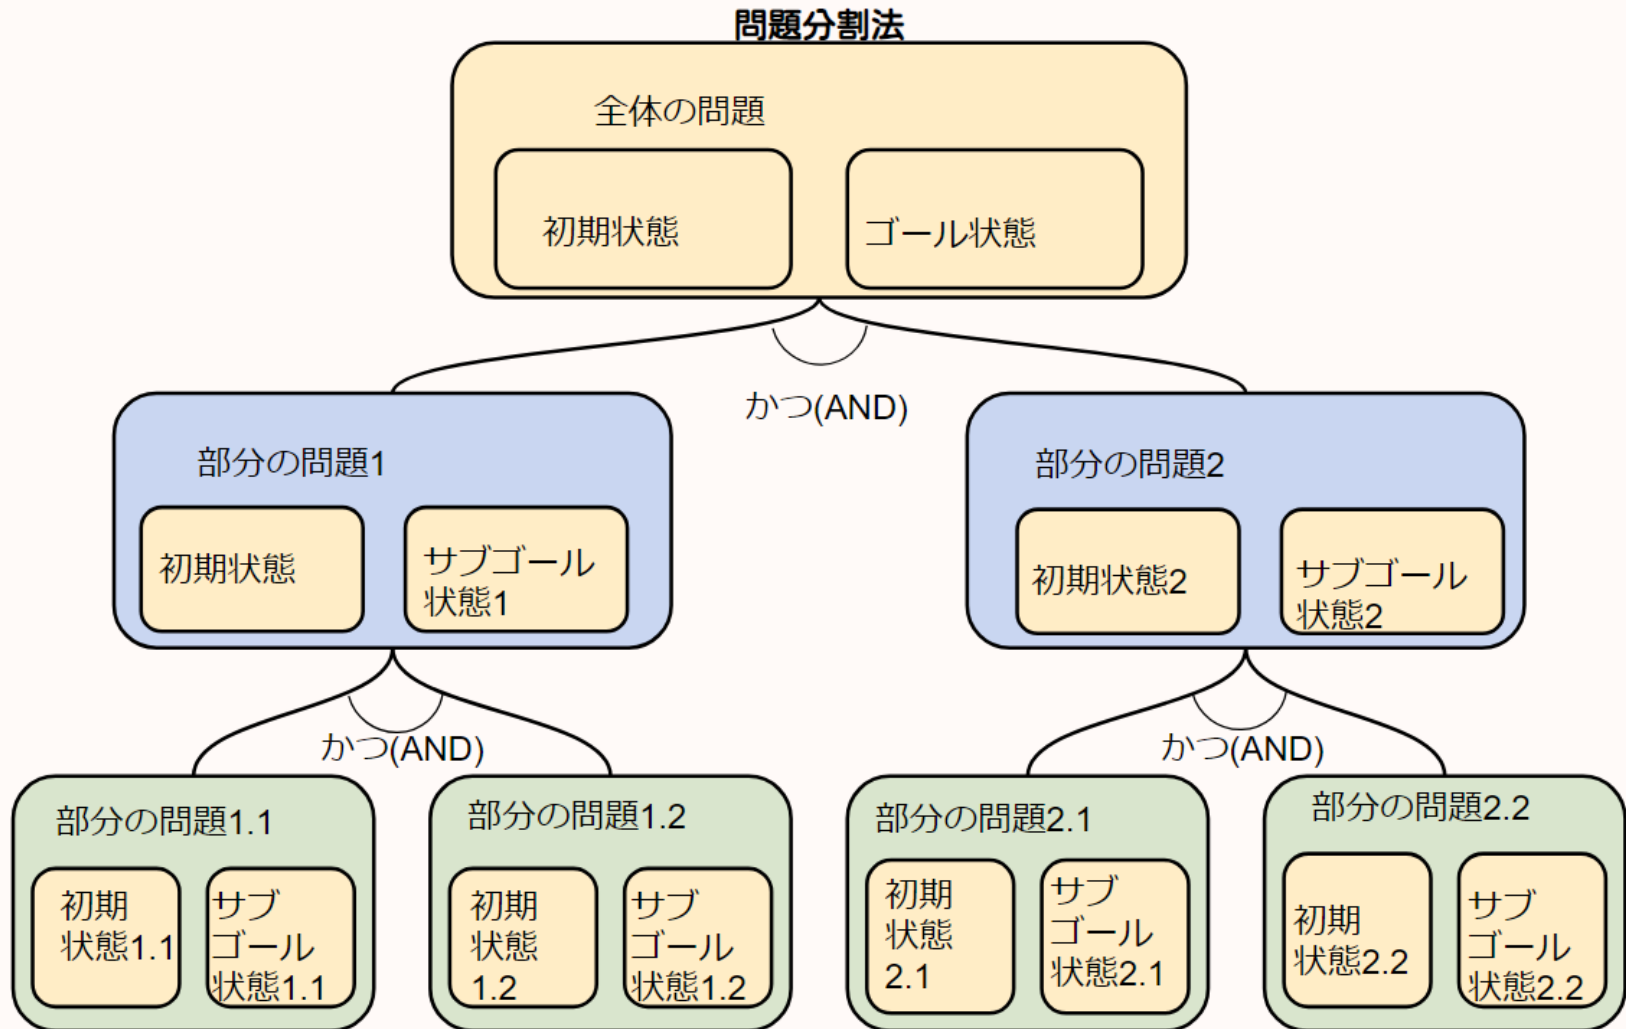 問題分割法
全体の問題
初期状態
ゴール状態
かつ(AND)
部分の問題1
初期状態
サブゴール
状態1
部分の問題2
初期状態2
サブゴール
状態2
かつ(AND)
かつ(AND)
部分の問題1.1
初期
状態1.1
サブ
ゴール
状態1.1
部分の問題1.2
初期
状態
1.2
サブ
ゴール
状態1.2
部分の問題2.1
初期
状態
2.1
サブ
ゴール
状態2.1
部分の問題2.2
初期
状態2.2
サブ
ゴール
状態2.2